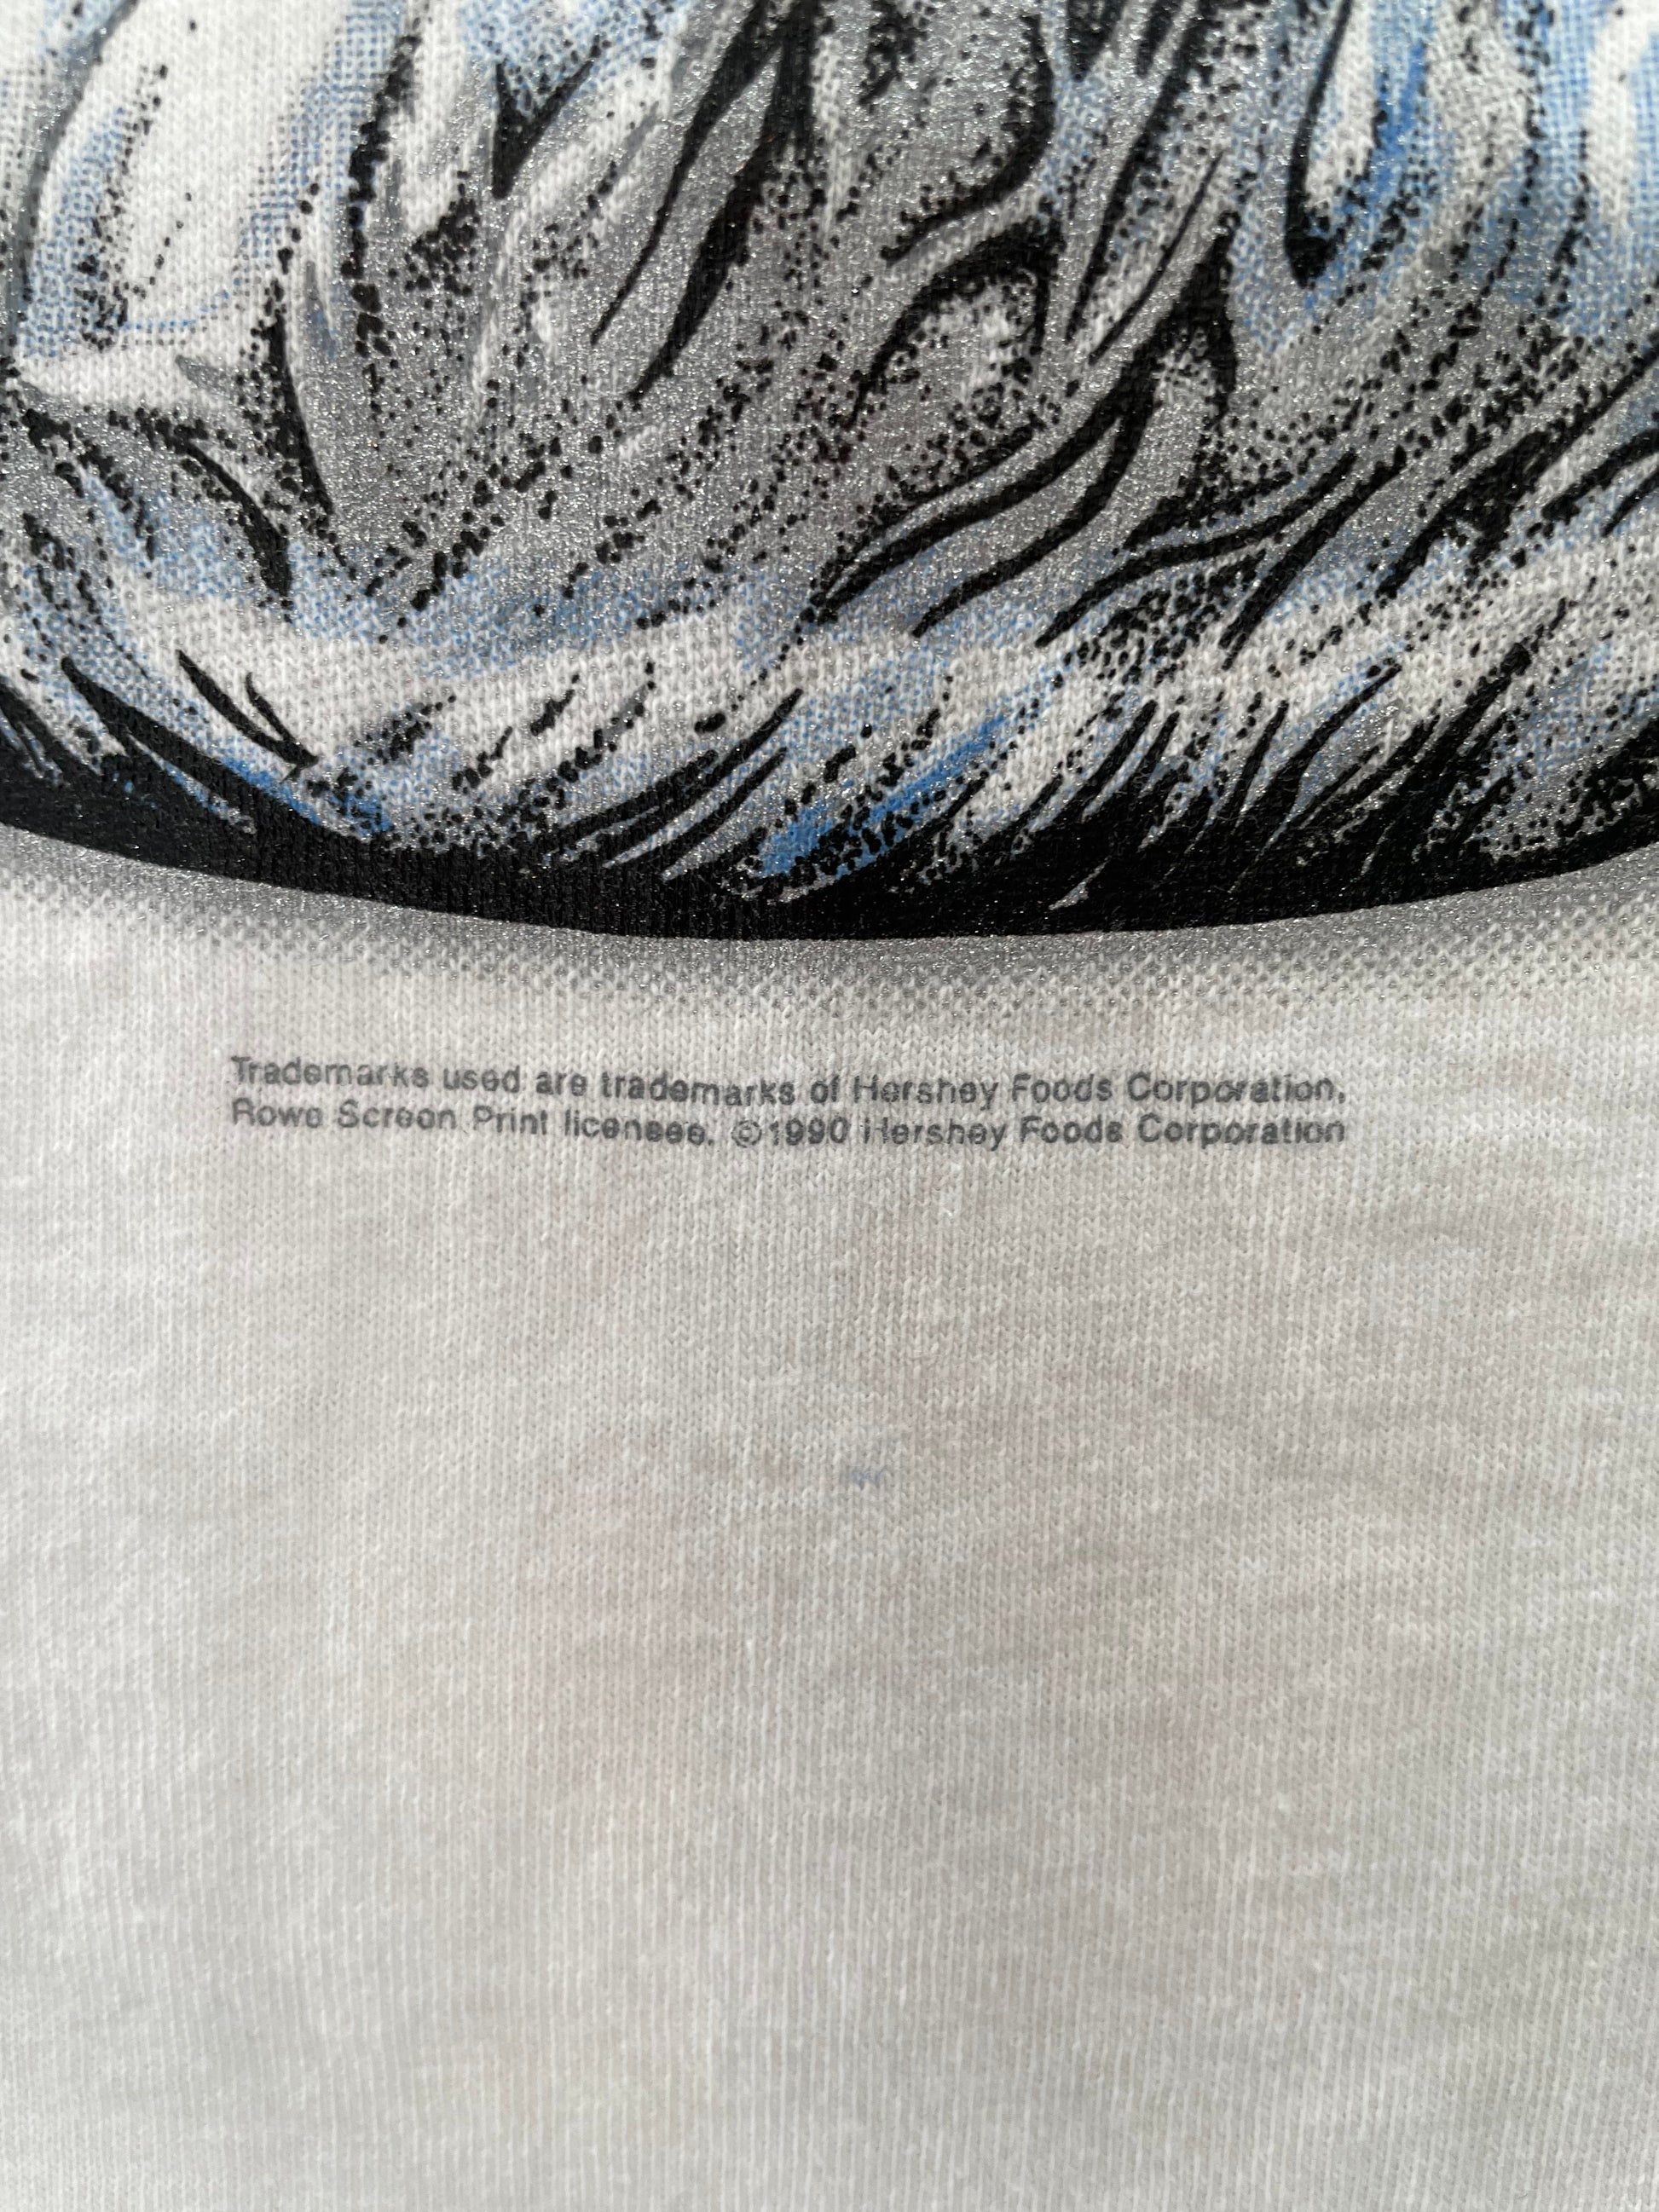 Trademarks used are trademarks of Hershey Foods Corporation,
Rowe Screen Print licensee. ©1990 Hershey Foods Corporation